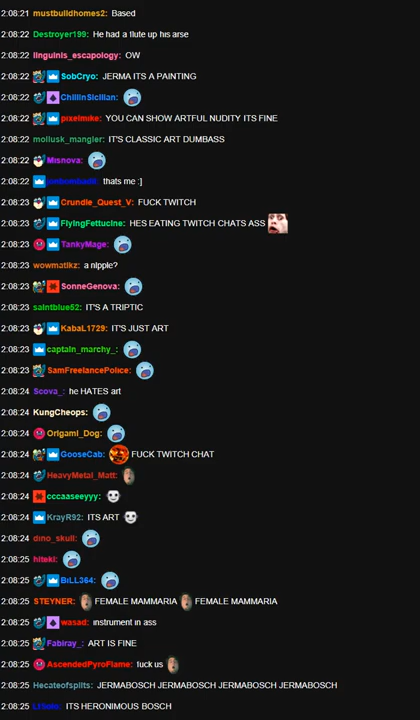 2:08:21 mustbuildhomes2: Based
2:08:22 Destroyer199: He had a flute up his arse
2:08:22 linguinis_escapology: OW
2:08:22 SobCryo: JERMA ITS A PAINTING
2:08:22 ChillinSicilian:
2:08:22 pixelmike: YOU CAN SHOW ARTFUL NUDITY ITS FINE
2:08:22 mollusk_mangler: IT'S CLASSIC ART DUMBASS
2:08:22 Misnova:
2:08:22 thats me :]
2:08:23 Crundle_Quest_V: FUCK TWITCH
2:08:23 FlyingFettucine: HES EATING TWITCH CHATS ASS
2:08:23 TankyMage:
2:08:23 wowmatikz: a nipple?
2:08:23 SonneGenova:
2:08:23 saintblue52: IT'S A TRIPTIC
2:08:23 KabaL1729: IT'S JUST ART
2:08:23 captain_marchy_:
2:08:23 SamFreelancePolice:
2:08:24 Scova_: he HATES art
2:08:24 KungCheops:
2:08:24 Origami_Dog:
2:08:24 GooseCab: FUCK TWITCH CHAT
2:08:24 HeavyMetal_Matt:
2:08:24 cccaaseeyyy:
2:08:24 KrayR92: ITS ART
2:08:24 dino_skull:
2:08:25 hiteki:
2:08:25 BiLL364:
2:08:25 STEYNER: FEMALE MAMMARIA FEMALE MAMMARIA
2:08:25 wasad: instrument in ass
2:08:25 Fabiray_: ART IS FINE
2:08:25 AscendedPyroFlame: fuck us
2:08:25 Hecateofsplits: JERMABOSCH JERMABOSCH JERMABOSCH JERMABOSCH
2:08:25 ITS HERONIMOUS BOSCH